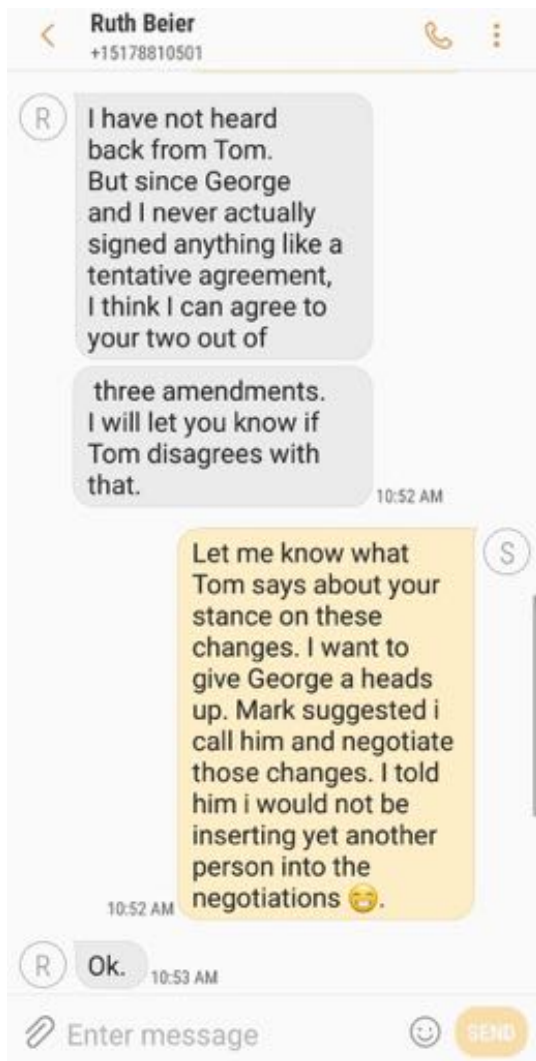 Ruth Beier
+15178810501
R
I have not heard
back from Tom.
But since George
and I never actually
signed anything like a
tentative agreement,
I think I can agree to
your two out of
three amendments.
I will let you know if
Tom disagrees with
that.
10:52 AM
S
Let me know what
Tom says about your
stance on these
changes. I want to
give George a heads
up. Mark suggested i
call him and negotiate
those changes. I told
him i would not be
inserting yet another
person into the
negotiations 😁.
10:52 AM
R
Ok.
10:53 AM
Enter message
SEND